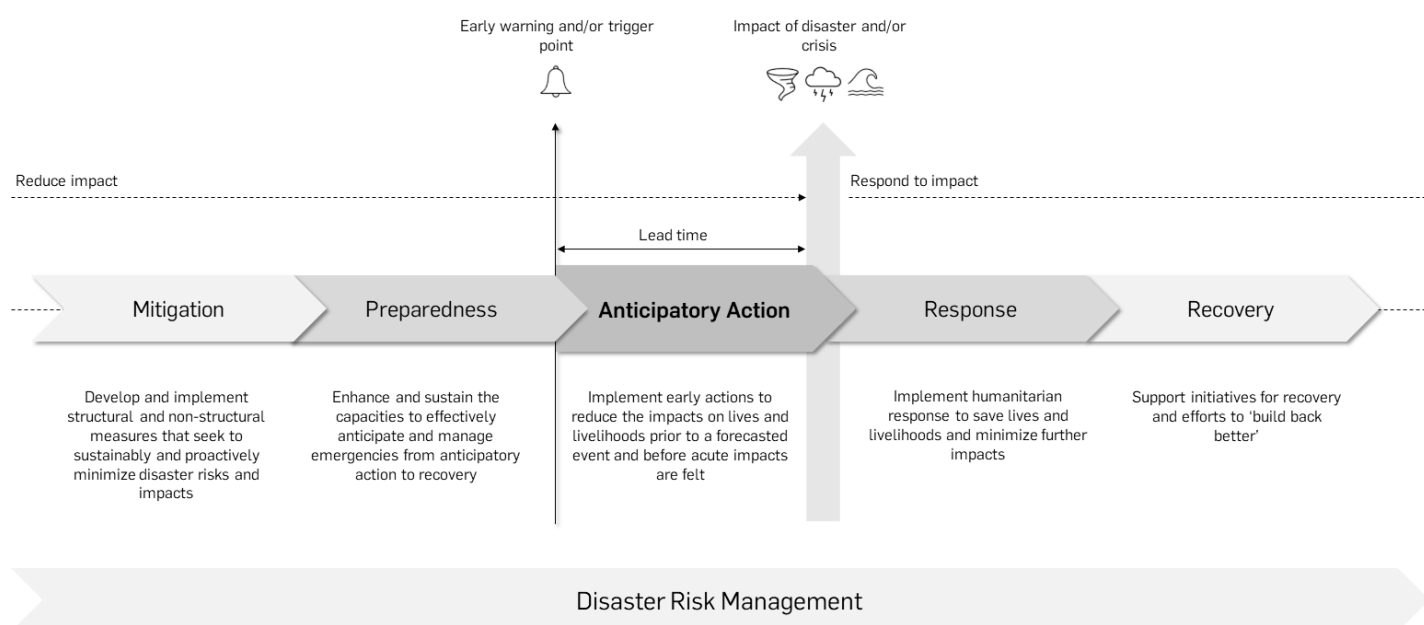 Early warning and/or trigger
point
Impact of disaster and/or
crisis
Reduce impact
Respond to impact
Lead time
Mitigation
Preparedness
Anticipatory Action
Response
Recovery
Develop and implement
structural and non-structural
measures that seek to
sustainably and proactively
minimize disaster risks and
impacts
Enhance and sustain the
capacities to effectively
anticipate and manage
emergencies from anticipatory
action to recovery
Implement early actions to
reduce the impacts on lives and
livelihoods prior to a forecasted
event and before acute impacts
are felt
Implement humanitarian
response to save lives and
livelihoods and minimize further
impacts
Support initiatives for recovery
and efforts to ‘build back
better’
Disaster Risk Management